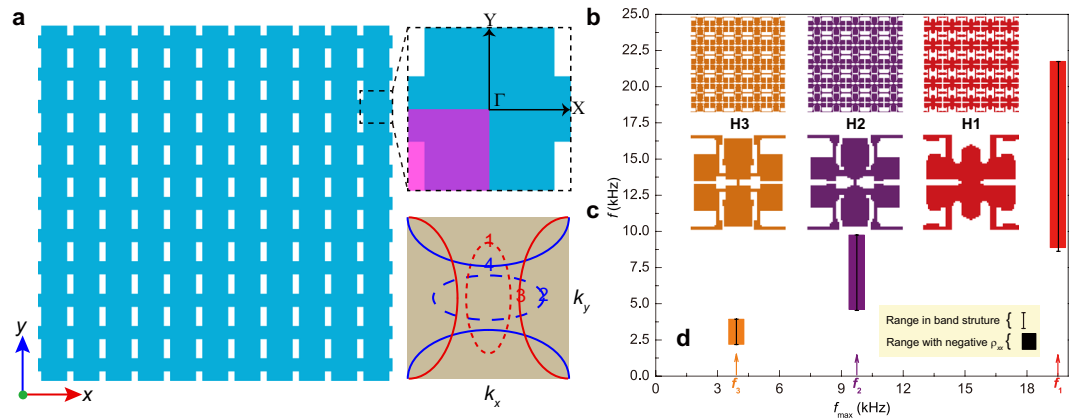 a
Y
Γ
X
y
x
1
4
3
2
k_y
k_x
b
c
d
25.0
22.5
20.0
17.5
15.0
12.5
10.0
7.5
5.0
2.5
0.0
f (kHz)
H3
H2
H1
Range in band struture { I
Range with negative ρ_xx {
f_3
f_2
f_1
0 3 6 9 12 15 18
f_max (kHz)